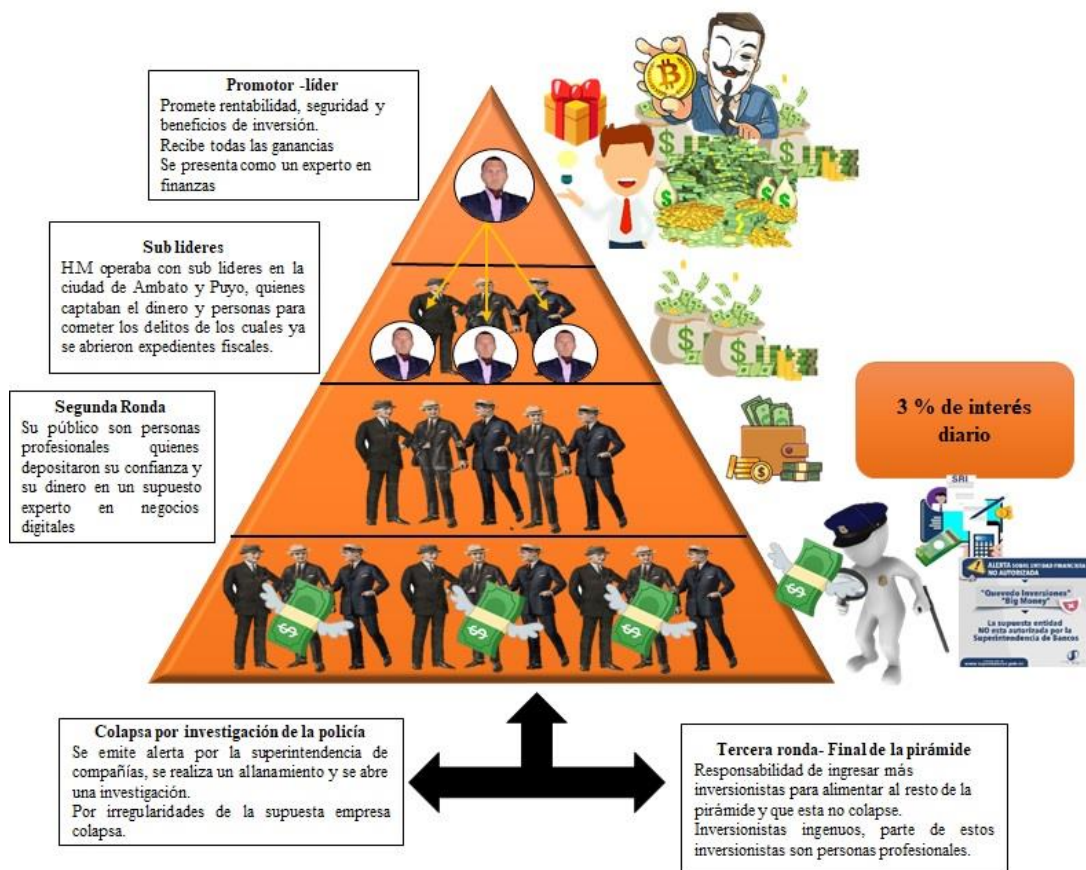 Promotor -líder
Promete rentabilidad, seguridad y
beneficios de inversión.
Recibe todas las ganancias
Se presenta como un experto en
finanzas
Sub lideres
H.M operaba con sub lideres en la
ciudad de Ambato y Puyo, quienes
captaban el dinero y personas para
cometer los delitos de los cuales ya
se abrieron expedientes fiscales.
Segunda Ronda
Su público son personas
profesionales quienes
depositaron su confianza y
su dinero en un supuesto
experto en negocios
digitales
3 % de interés
diario
SRI
ALERTA SOBRE ENTIDAD FINANCIERA
NO AUTORIZADA
"Quevedo Inversiones"
"Big Money"
La supuesta entidad
NO esta autorizada por la
Superintendencia de Bancos
Colapsa por investigación de la policía
Se emite alerta por la superintendencia de
compañías, se realiza un allanamiento y se abre
una investigación.
Por irregularidades de la supuesta empresa
colapsa.
Tercera ronda- Final de la pirámide
Responsabilidad de ingresar más
inversionistas para alimentar al resto de la
pirámide y que esta no colapse.
Inversionistas ingenuos, parte de estos
inversionistas son personas profesionales.